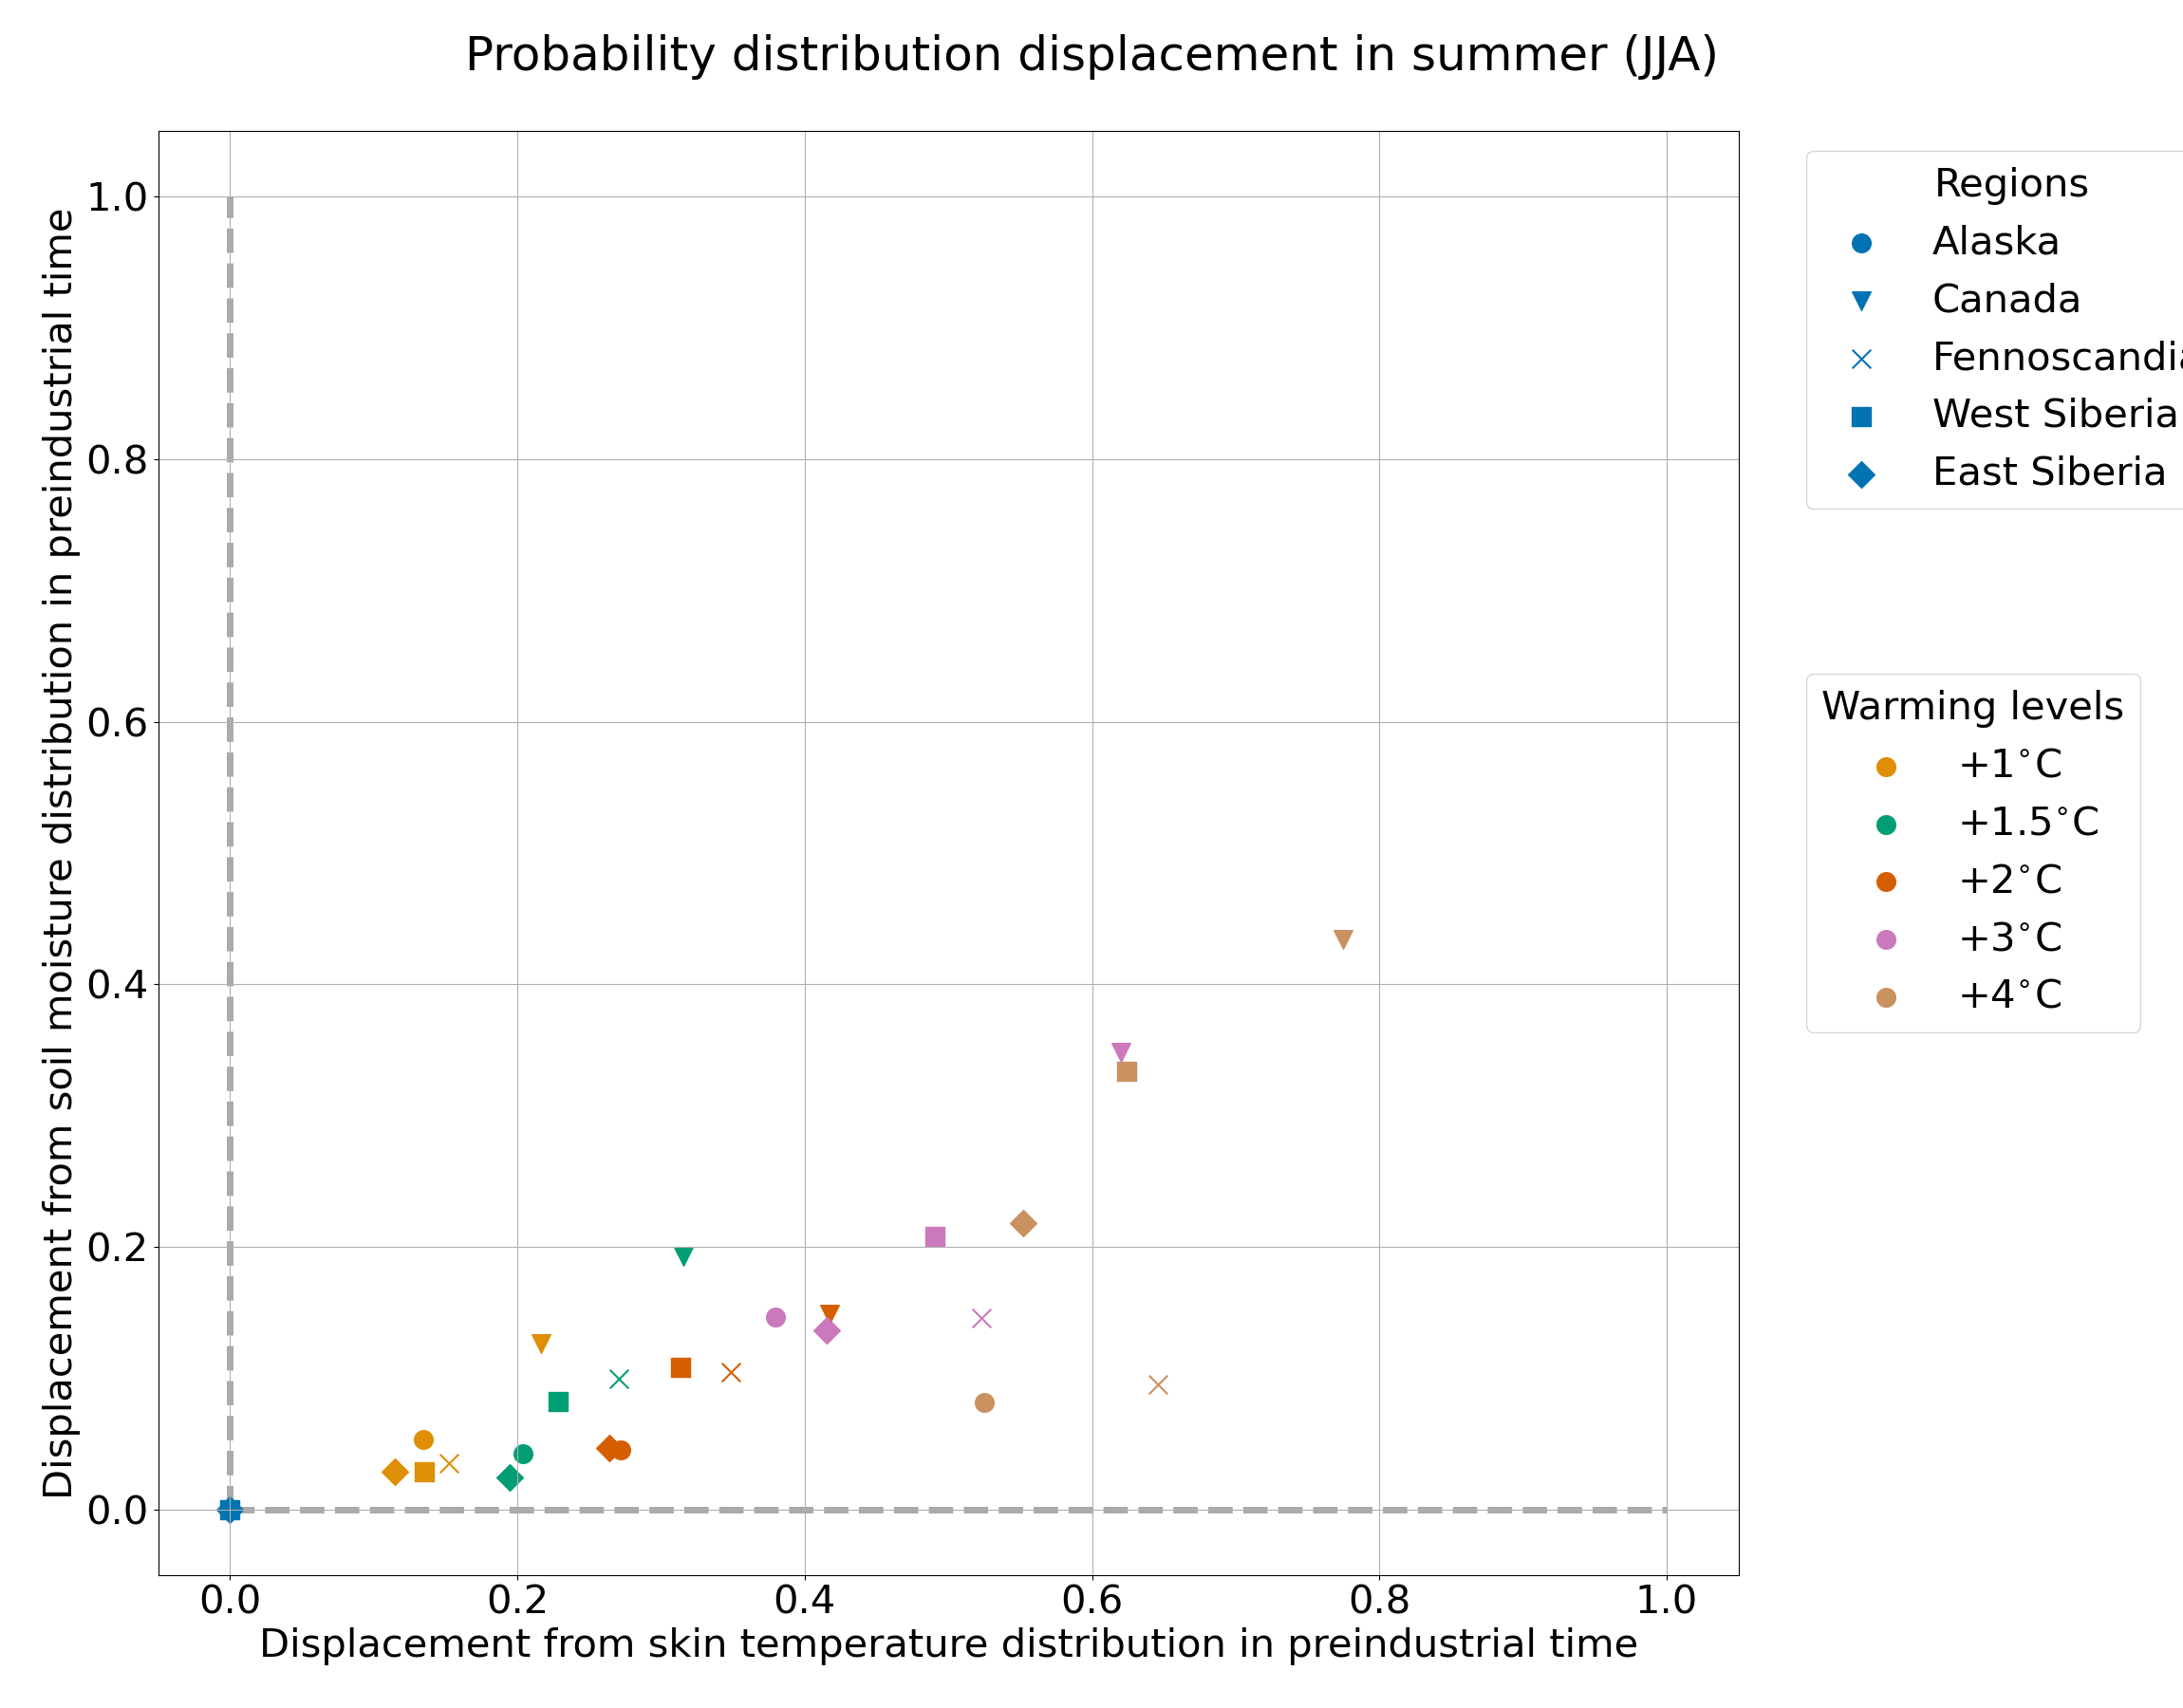 Probability distribution displacement in summer (JJA)
Displacement from soil moisture distribution in preindustrial time
1.0
0.8
0.6
0.4
0.2
0.0
0.0 0.2 0.4 0.6 0.8 1.0
Displacement from skin temperature distribution in preindustrial time
Regions
Alaska
Canada
Fennoscandia
West Siberia
East Siberia
Warming levels
+1°C
+1.5°C
+2°C
+3°C
+4°C